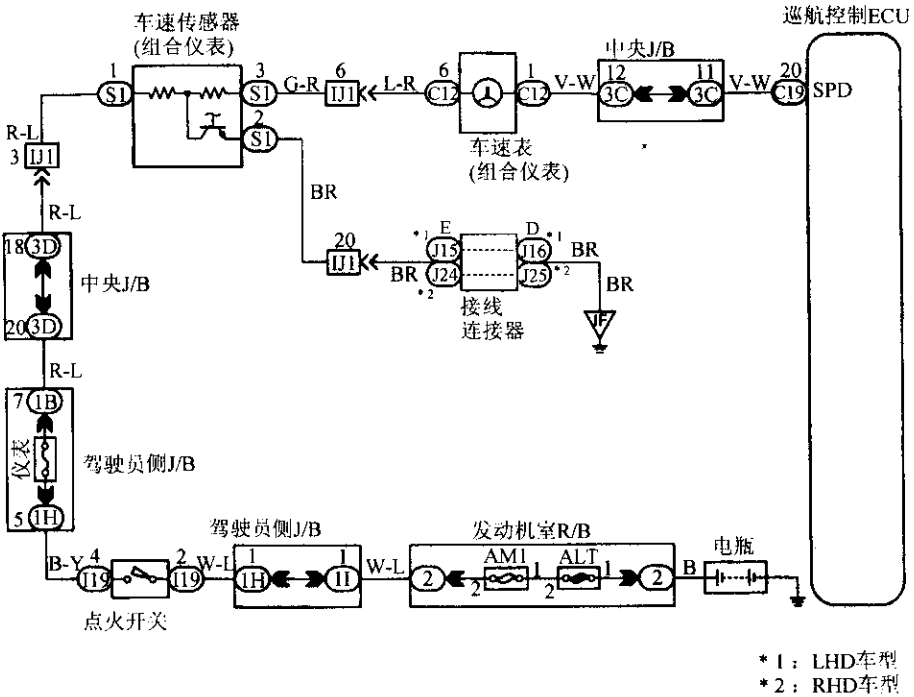 车速传感器
(组合仪表)
巡航控制ECU
1
S1
3
S1
G-R
6
IJ1
L-R
6
C12
1
C12
V-W
中央J/B
12
3C
11
3C
V-W
20
C19
SPD
2
S1
车速表
(组合仪表)
R-L
3
IJ1
R-L
BR
18
3D
20
3D
中央J/B
20
IJ1
BR
*1
E
J15
J24
*2
D
*1
J16
J25
*2
BR
BR
接线
连接器
IF
R-L
7
1B
仪表
5
1H
驾驶员侧J/B
B-Y
4
I19
2
I19
点火开关
W-L
驾驶员侧J/B
1
1H
1
1I
W-L
发动机室R/B
2
AM1
2
1
ALT
2
1
2
B
电瓶
*1：LHD车型
*2：RHD车型